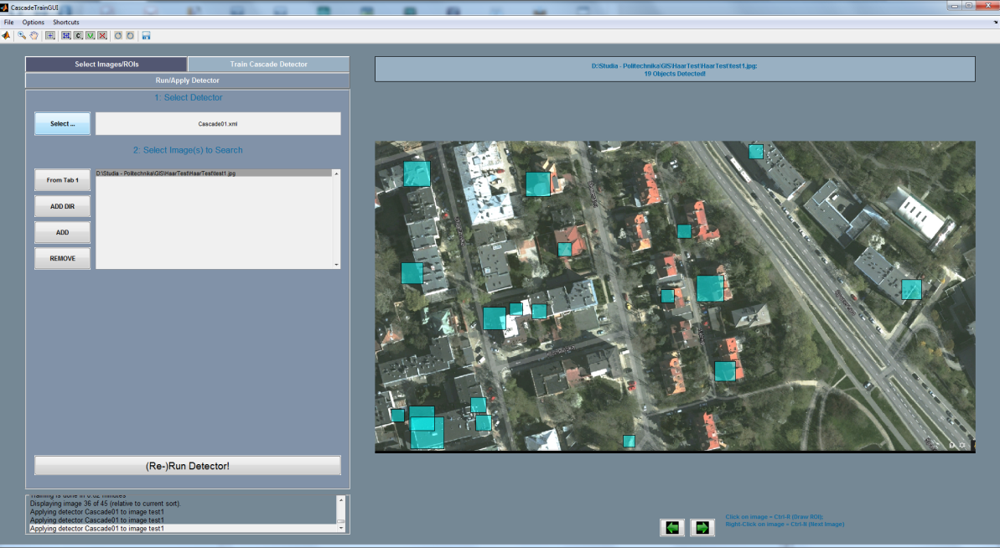 CascadeTrainGUI
File Options Shortcuts
C
Select Images/ROIs
Train Cascade Detector
Run/Apply Detector
1: Select Detector
Select ...
Cascade01.xml
2: Select Image(s) to Search
From Tab 1
D:\Studia - Politechnika\GIS\HaarTest\HaarTest\test1.jpg
ADD DIR
ADD
REMOVE
(Re-)Run Detector!
Training is done in 0.02 minutes
Displaying image 36 of 45 (relative to current sort).
Applying detector Cascade01 to image test1
Applying detector Cascade01 to image test1
Applying detector Cascade01 to image test1
D:\Studia - Politechnika\GIS\HaarTest\HaarTest\test1.jpg:
19 Objects Detected!
Click on image = Ctrl-R (Draw ROI);
Right-Click on image = Ctrl-N (Next Image)